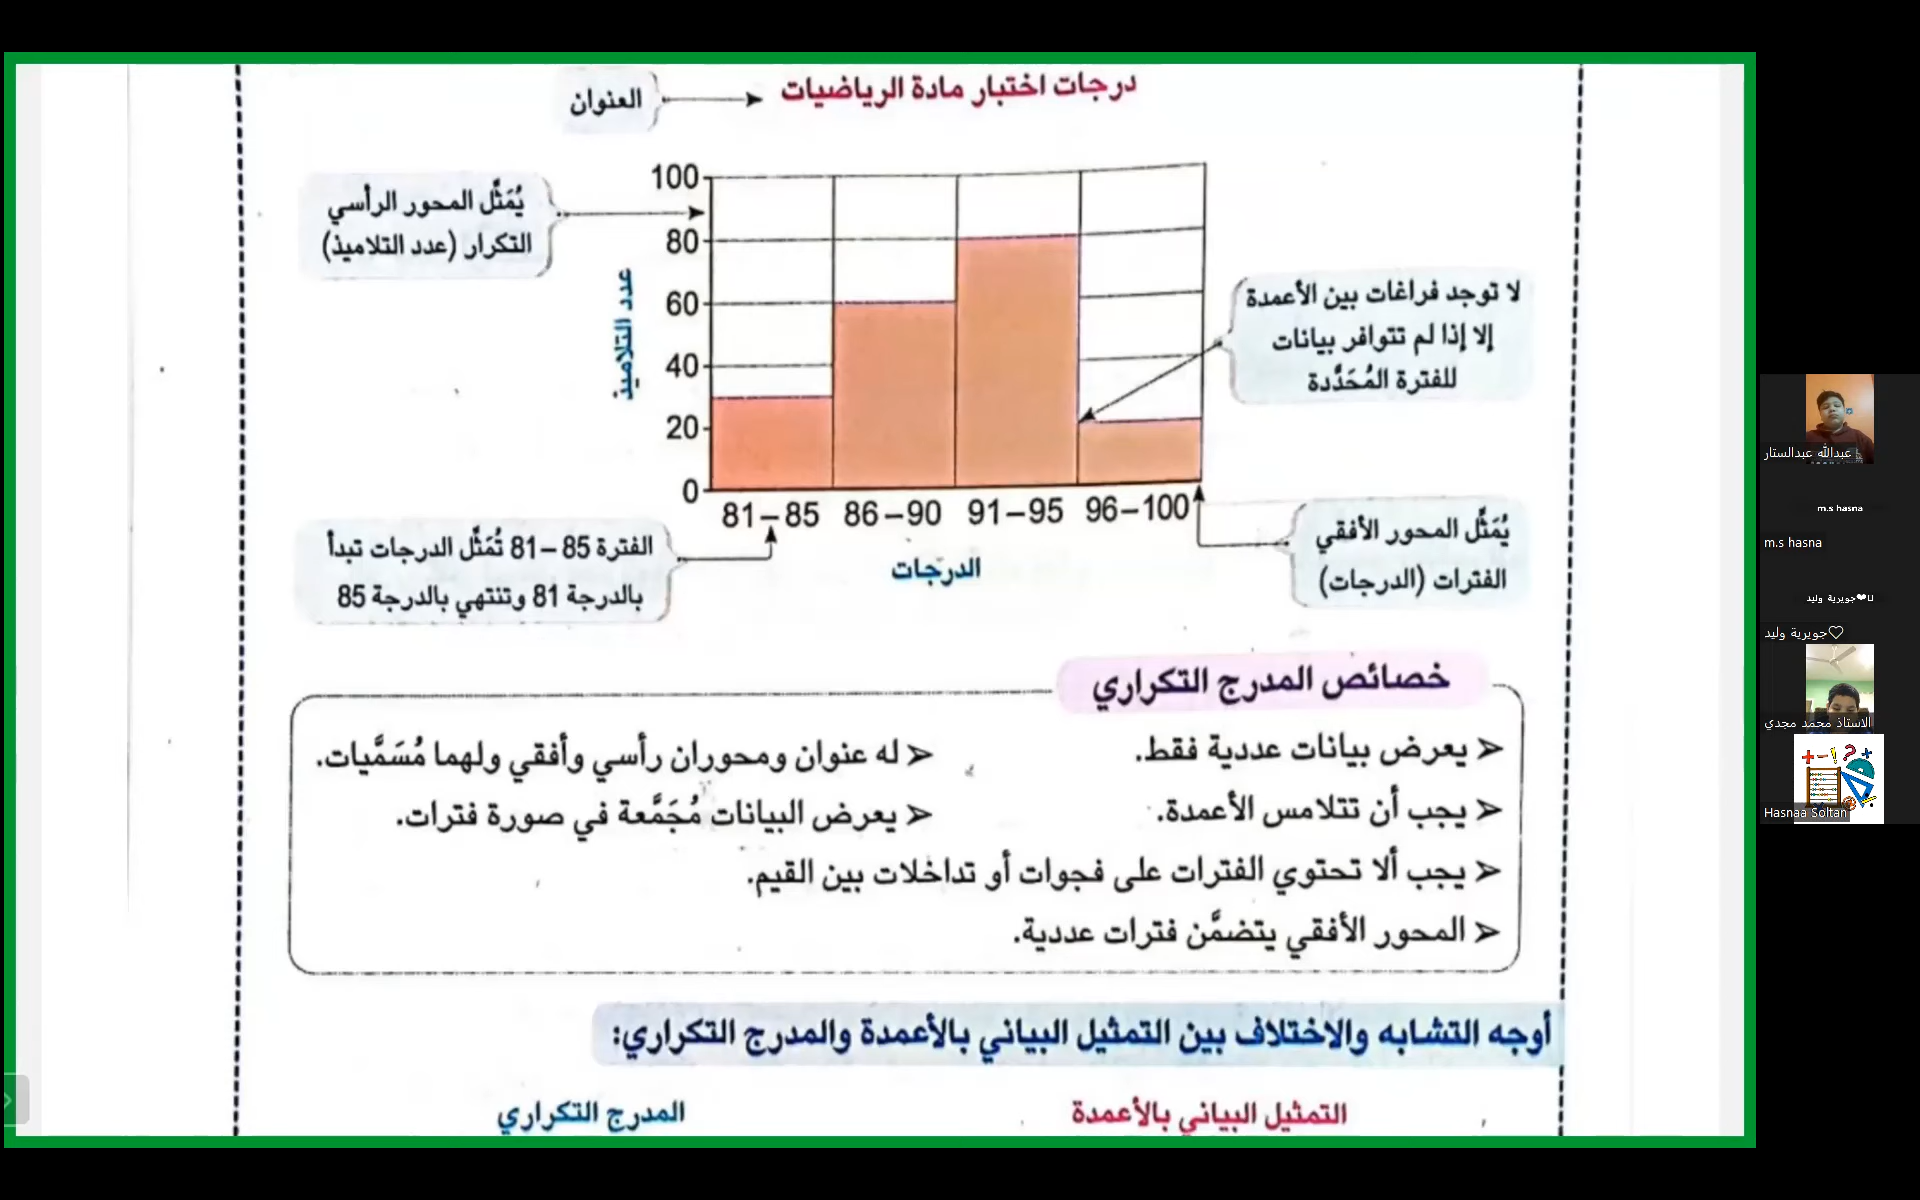 درجات اختبار مادة الرياضيات
العنوان
يُمَثَّل المحور الرأسي
التكرار (عدد التلاميذ)
عدد التلاميذ
100
80
60
40
20
0
81–85 86–90 91–95 96–100
الدرجات
لا توجد فراغات بين الأعمدة
إلا إذا لم تتوافر بيانات
للفترة المُحَدَّدة
يُمَثَّل المحور الأفقي
الفترات (الدرجات)
الفترة 85 – 81 تُمَثَّل الدرجات تبدأ
بالدرجة 81 وتنتهي بالدرجة 85
خصائص المدرج التكراري
➤ يعرض بيانات عددية فقط.
➤ له عنوان ومحوران رأسي وأفقي ولهما مُسَمَّيات.
➤ يجب أن تتلامس الأعمدة.
➤ يعرض البيانات مُجَمَّعة في صورة فترات.
➤ يجب ألا تحتوي الفترات على فجوات أو تداخلات بين القيم.
➤ المحور الأفقي يتضمَّن فترات عددية.
أوجه التشابه والاختلاف بين التمثيل البياني بالأعمدة والمدرج التكراري:
التمثيل البياني بالأعمدة
المدرج التكراري
عبدالله عبدالستار
m.s hasna
m.s hasna
جويرية وليد❤U
جويرية وليد♡
الاستاذ محمد مجدي
Hasnaa Soltan